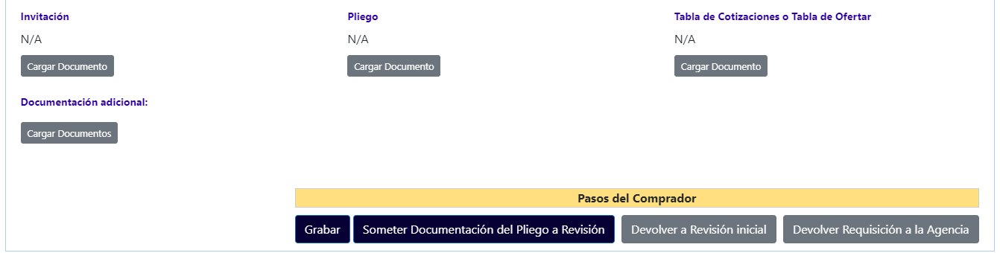 Invitación
Pliego
Tabla de Cotizaciones o Tabla de Ofertar
N/A
N/A
N/A
Cargar Documento
Cargar Documento
Cargar Documento
Documentación adicional:
Cargar Documentos
Pasos del Comprador
Grabar
Someter Documentación del Pliego a Revisión
Devolver a Revisión inicial
Devolver Requisición a la Agencia